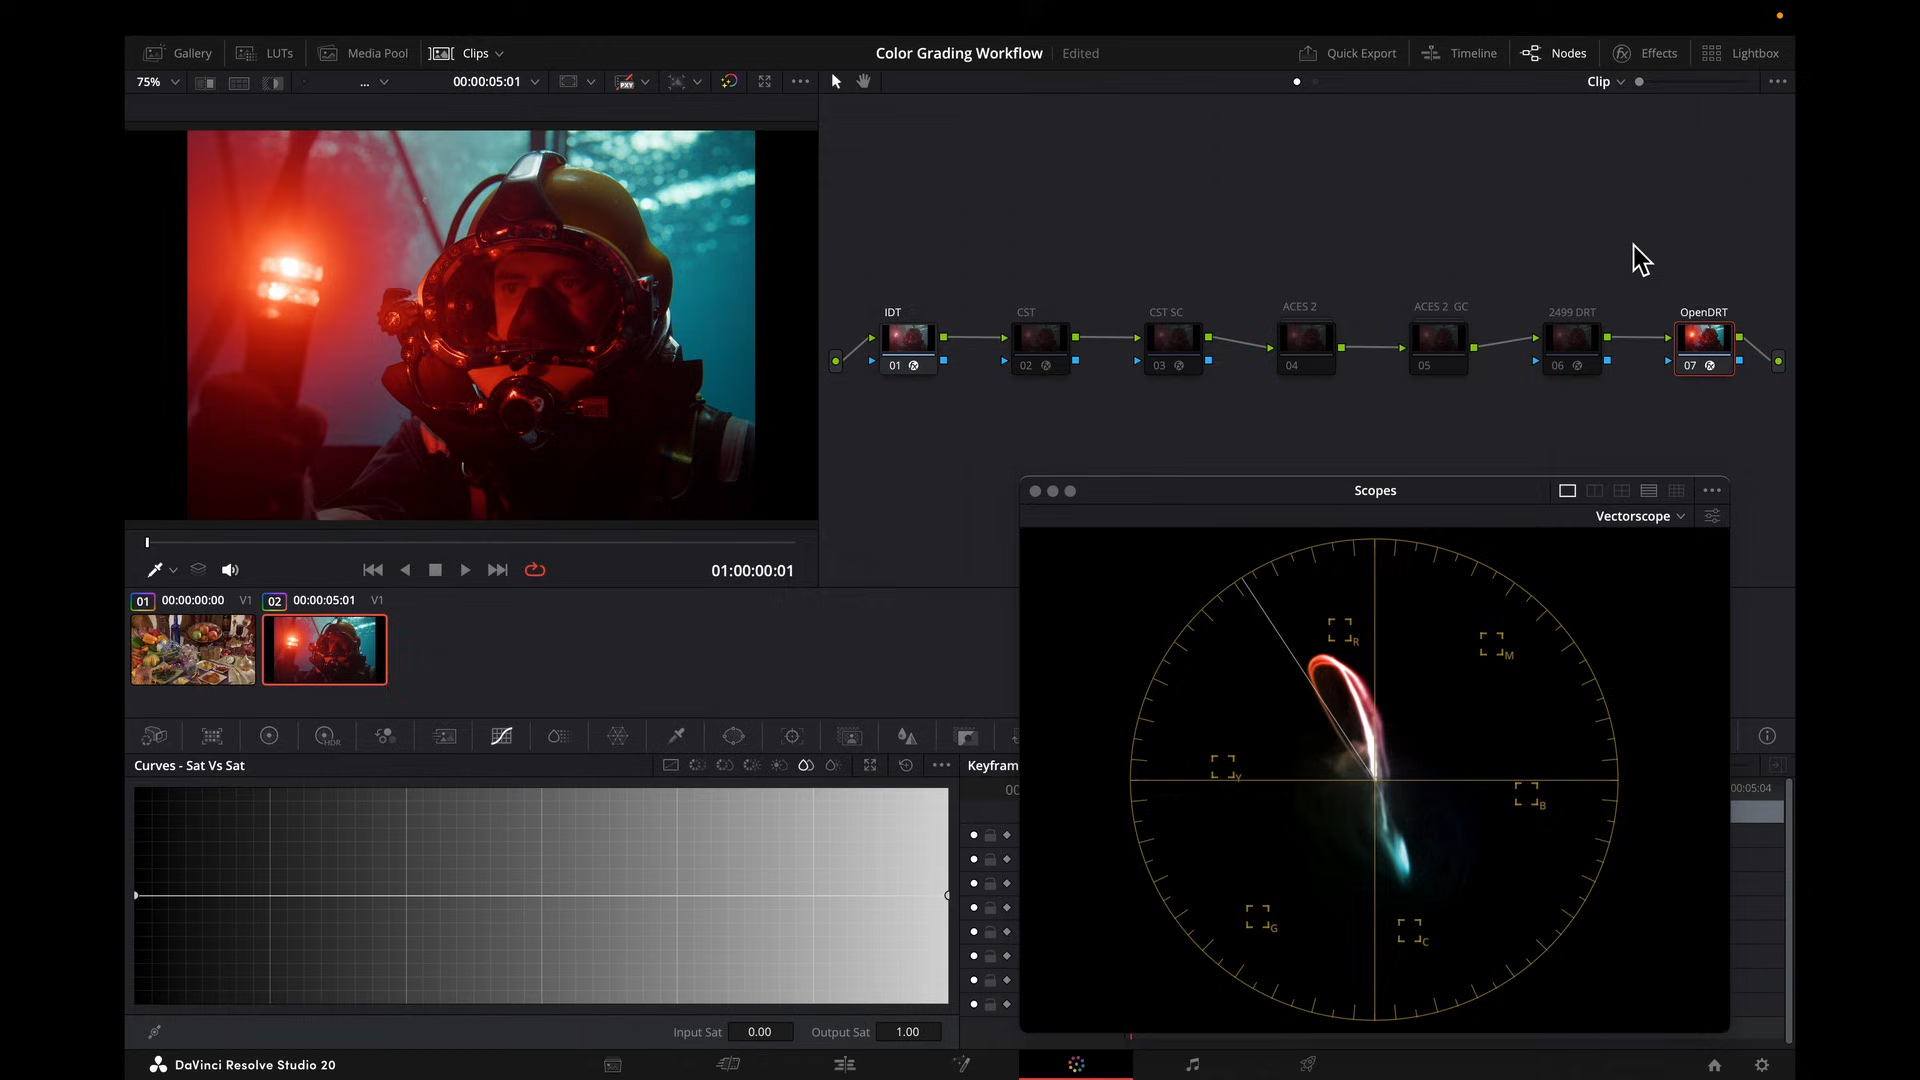 Gallery LUTs Media Pool Clips Color Grading Workflow Edited Quick Export Timeline Nodes Effects Lightbox
75% ... 00:00:05:01 PXY Clip
IDT CST CST SC ACES 2 ACES 2 GC 2499 DRT OpenDRT
01 02 03 04 05 06 07
Scopes
Vectorscope
R M
Y B
G C
01:00:00:01
01 00:00:00:00 V1 02 00:00:05:01 V1
HDR
Curves - Sat Vs Sat
Keyfram
00:05:04
Input Sat 0.00 Output Sat 1.00
DaVinci Resolve Studio 20